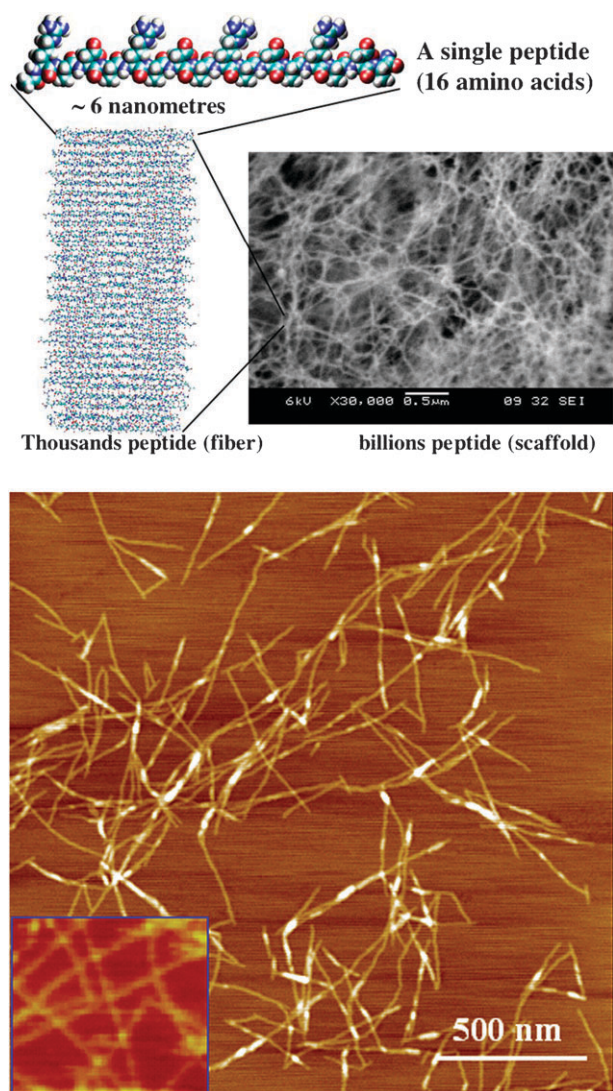 A single peptide
(16 amino acids)
~ 6 nanometres
6kV X30,000 0.5μm 09 32 SEI
Thousands peptide (fiber)
billions peptide (scaffold)
500 nm